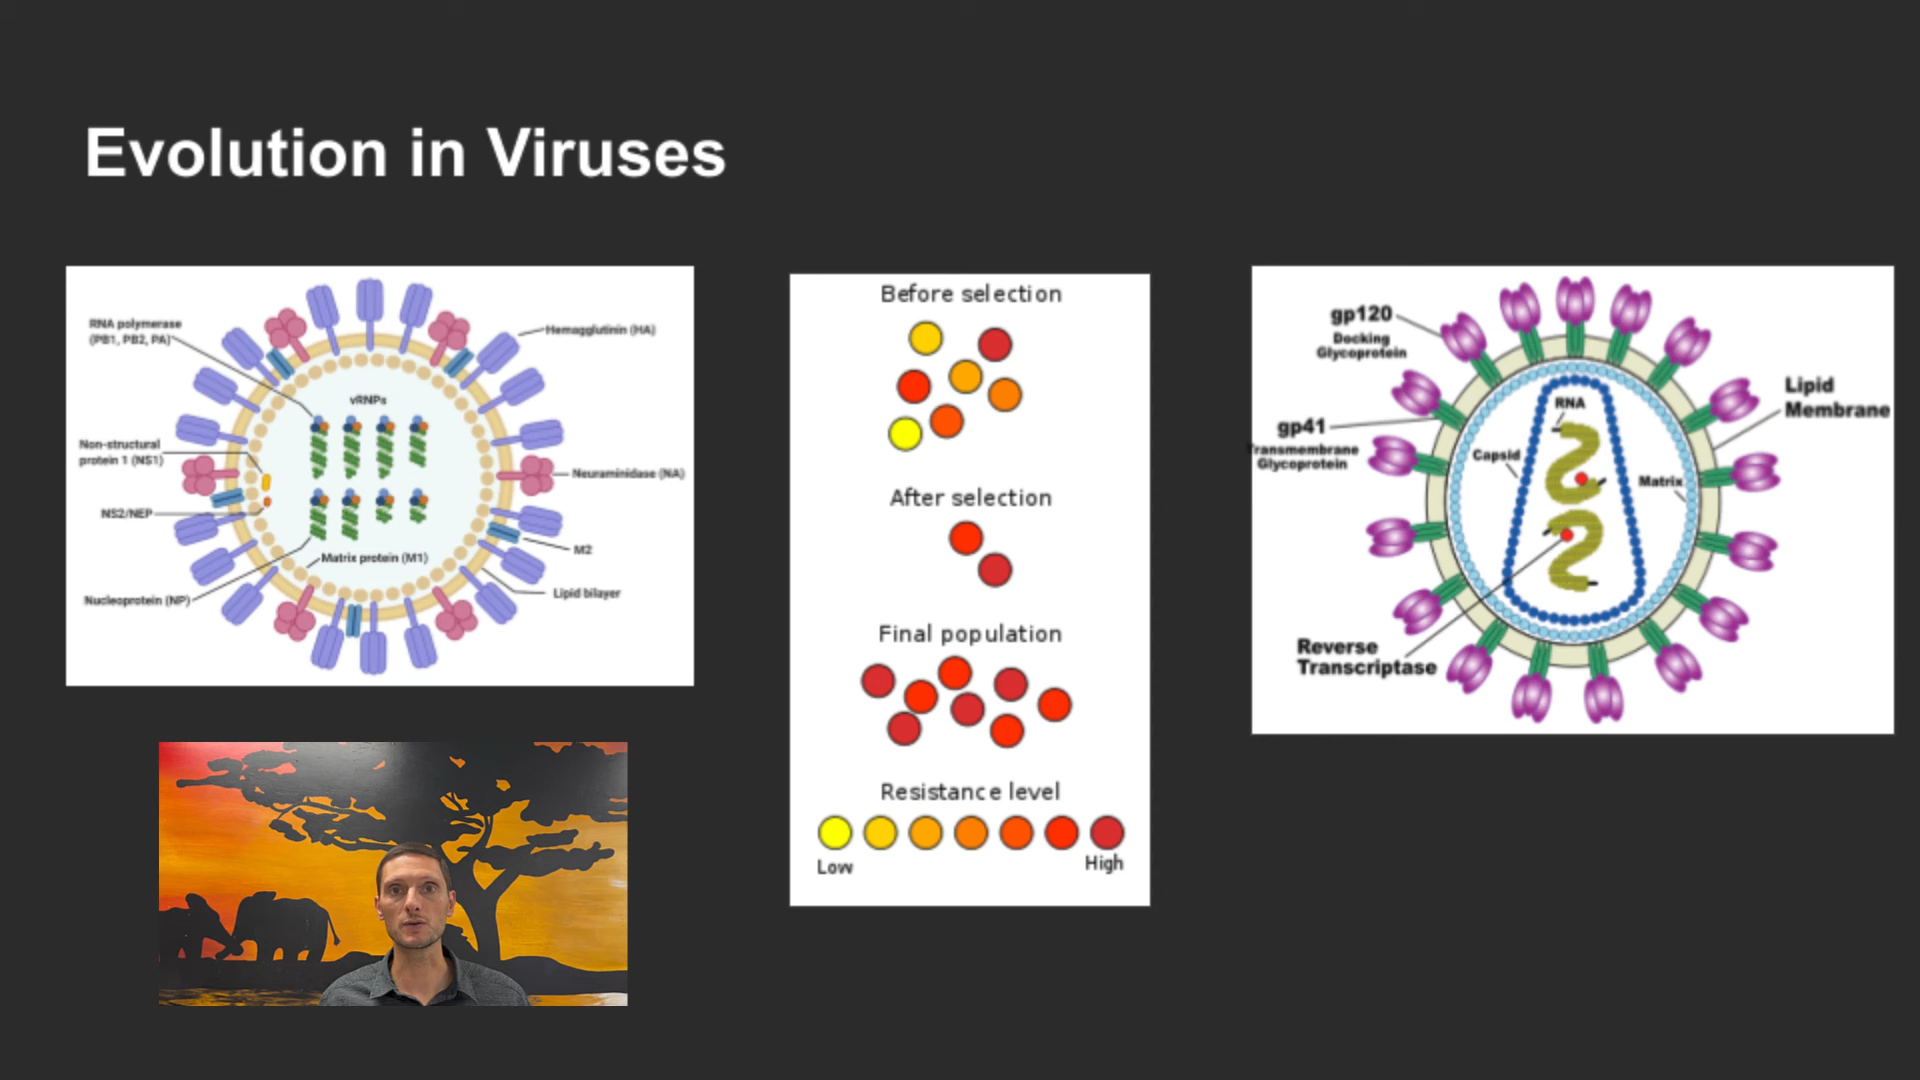 Evolution in Viruses
RNA polymerase
(PB1, PB2, PA)
Hemagglutinin (HA)
vRNPs
Non-structural
protein 1 (NS1)
Neuraminidase (NA)
NS2/NEP
M2
Matrix protein (M1)
Lipid bilayer
Nucleoprotein (NP)
Before selection
After selection
Final population
Resistance level
Low
High
gp120
Docking
Glycoprotein
Lipid
Membrane
RNA
gp41
Transmembrane
Glycoprotein
Capsid
Matrix
Reverse
Transcriptase